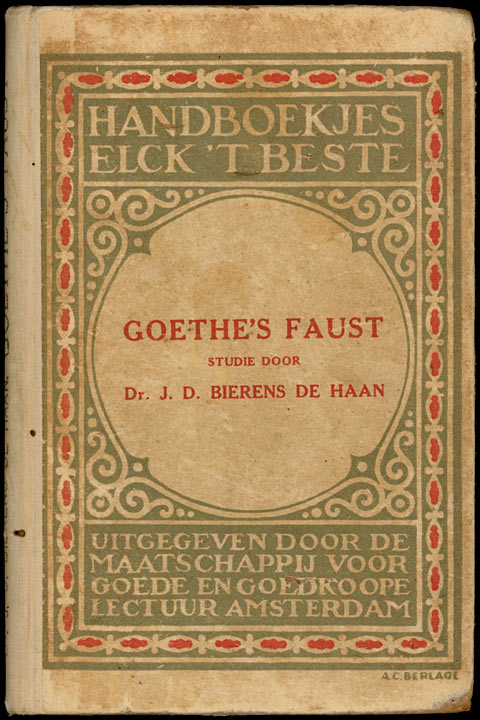 HANDBOEKJES
ELCK 'T BESTE
GOETHE'S FAUST
STUDIE DOOR
Dr. J. D. BIERENS DE HAAN
UITGEGEVEN DOOR DE
MAATSCHAPPIJ VOOR
GOEDE EN GOEDKOOPE
LECTUUR AMSTERDAM
A.C. BERLAGE